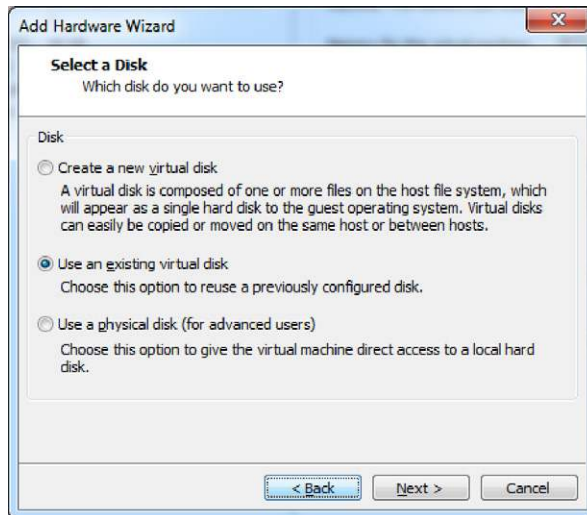 Add Hardware Wizard
Select a Disk
Which disk do you want to use?
Disk
Create a new virtual disk
A virtual disk is composed of one or more files on the host file system, which
will appear as a single hard disk to the guest operating system. Virtual disks
can easily be copied or moved on the same host or between hosts.
Use an existing virtual disk
Choose this option to reuse a previously configured disk.
Use a physical disk (for advanced users)
Choose this option to give the virtual machine direct access to a local hard
disk.
< Back Next > Cancel